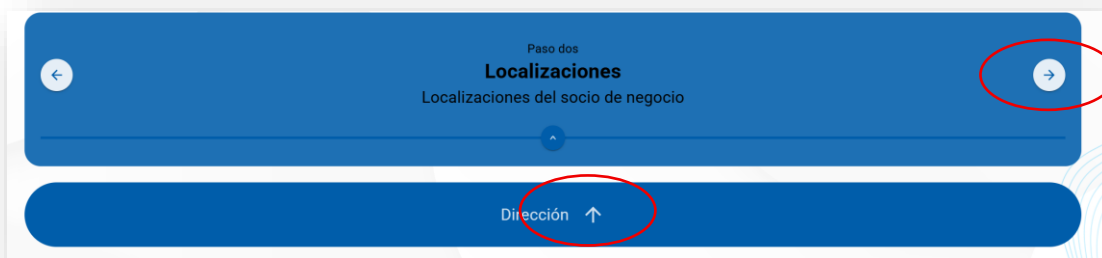 Paso dos
Localizaciones
Localizaciones del socio de negocio
Dirección